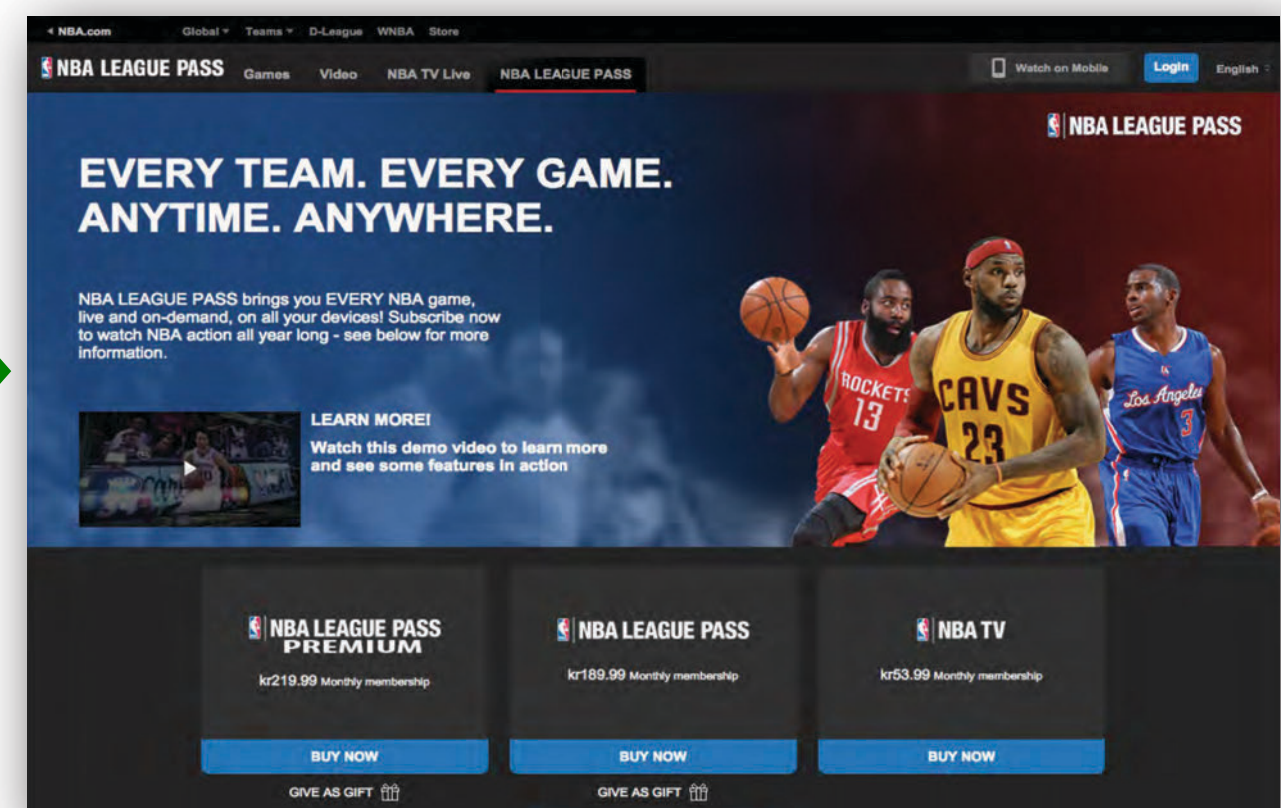 NBA.com Global Teams D-League WNBA Store
NBA LEAGUE PASS Games Video NBA TV Live NBA LEAGUE PASS Watch on Mobile Login English
NBA LEAGUE PASS
EVERY TEAM. EVERY GAME.
ANYTIME. ANYWHERE.
NBA LEAGUE PASS brings you EVERY NBA game,
live and on-demand, on all your devices! Subscribe now
to watch NBA action all year long - see below for more
information.
LEARN MORE!
Watch this demo video to learn more
and see some features in action
ROCKETS
13
CAVS
23
Los Angeles
3
NBA LEAGUE PASS
PREMIUM
kr219.99 Monthly membership
BUY NOW
GIVE AS GIFT
NBA LEAGUE PASS
kr189.99 Monthly membership
BUY NOW
GIVE AS GIFT
NBA TV
kr53.99 Monthly membership
BUY NOW